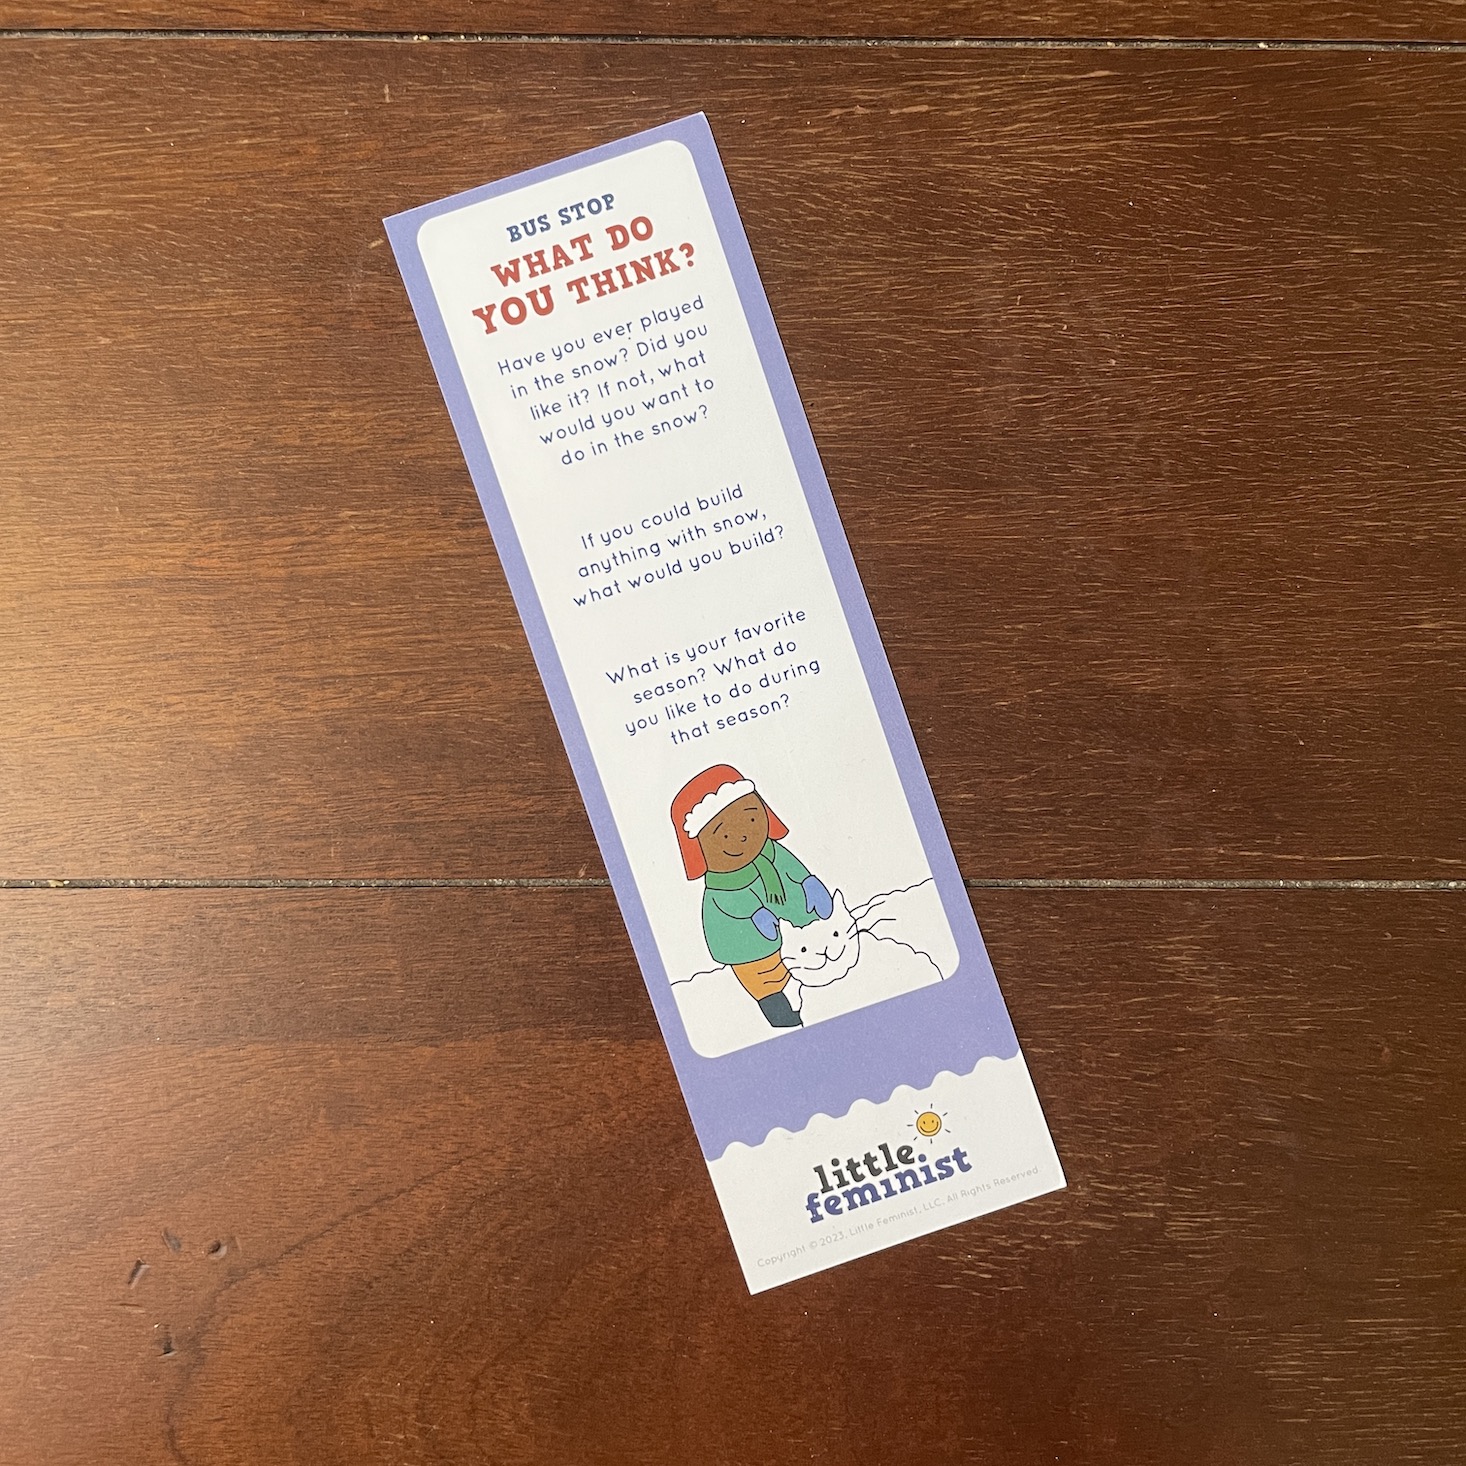 BUS STOP
WHAT DO
YOU THINK?
Have you ever played
in the snow? Did you
like it? If not, what
would you want to
do in the snow?
If you could build
anything with snow,
what would you build?
What is your favorite
season? What do
you like to do during
that season?
little
feminist
Copyright © 2023, Little Feminist, LLC. All Rights Reserved.